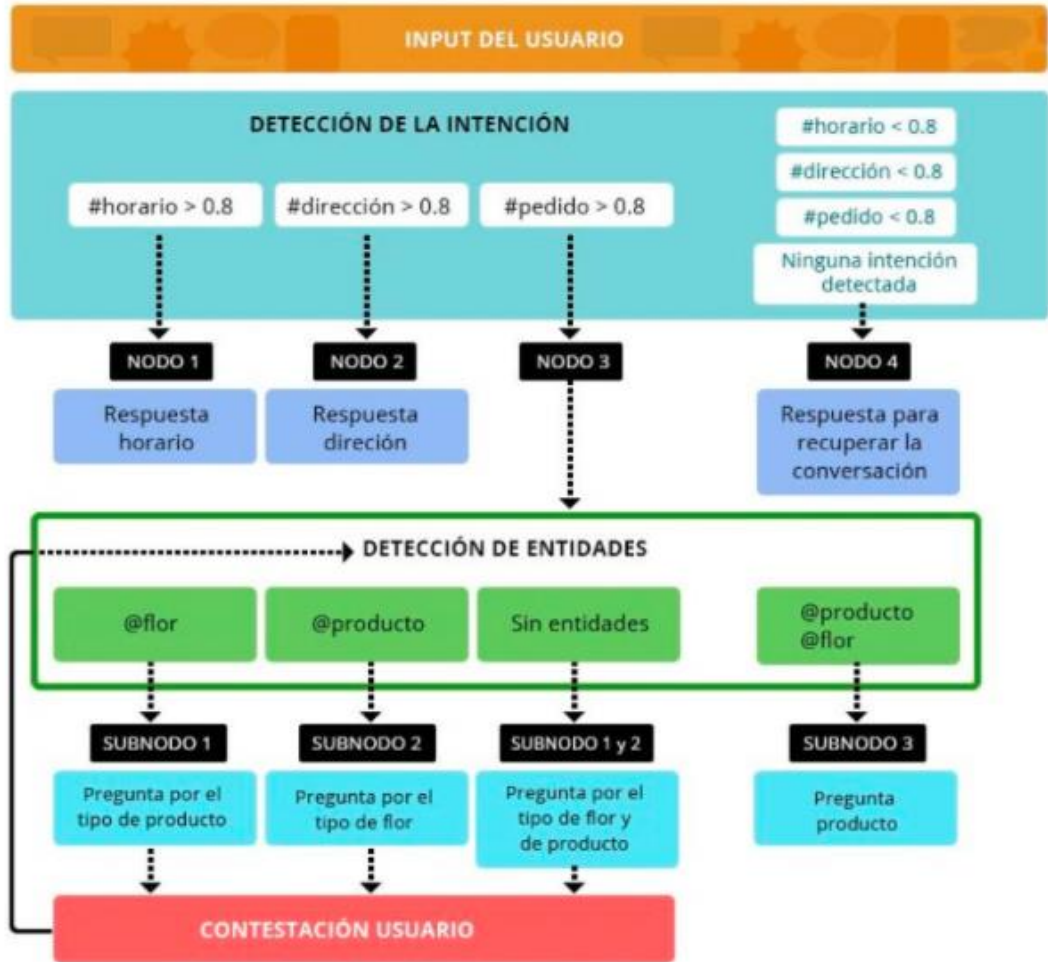 INPUT DEL USUARIO
DETECCIÓN DE LA INTENCIÓN
#horario > 0.8
#dirección > 0.8
#pedido > 0.8
#horario < 0.8
#dirección < 0.8
#pedido < 0.8
Ninguna intención
detectada
NODO 1
NODO 2
NODO 3
NODO 4
Respuesta
horario
Respuesta
direción
Respuesta para
recuperar la
conversación
DETECCIÓN DE ENTIDADES
@flor
@producto
Sin entidades
@producto
@flor
SUBNODO 1
SUBNODO 2
SUBNODO 1 y 2
SUBNODO 3
Pregunta por el
tipo de producto
Pregunta por el
tipo de flor
Pregunta por el
tipo de flor y
de producto
Pregunta
producto
CONTESTACIÓN USUARIO